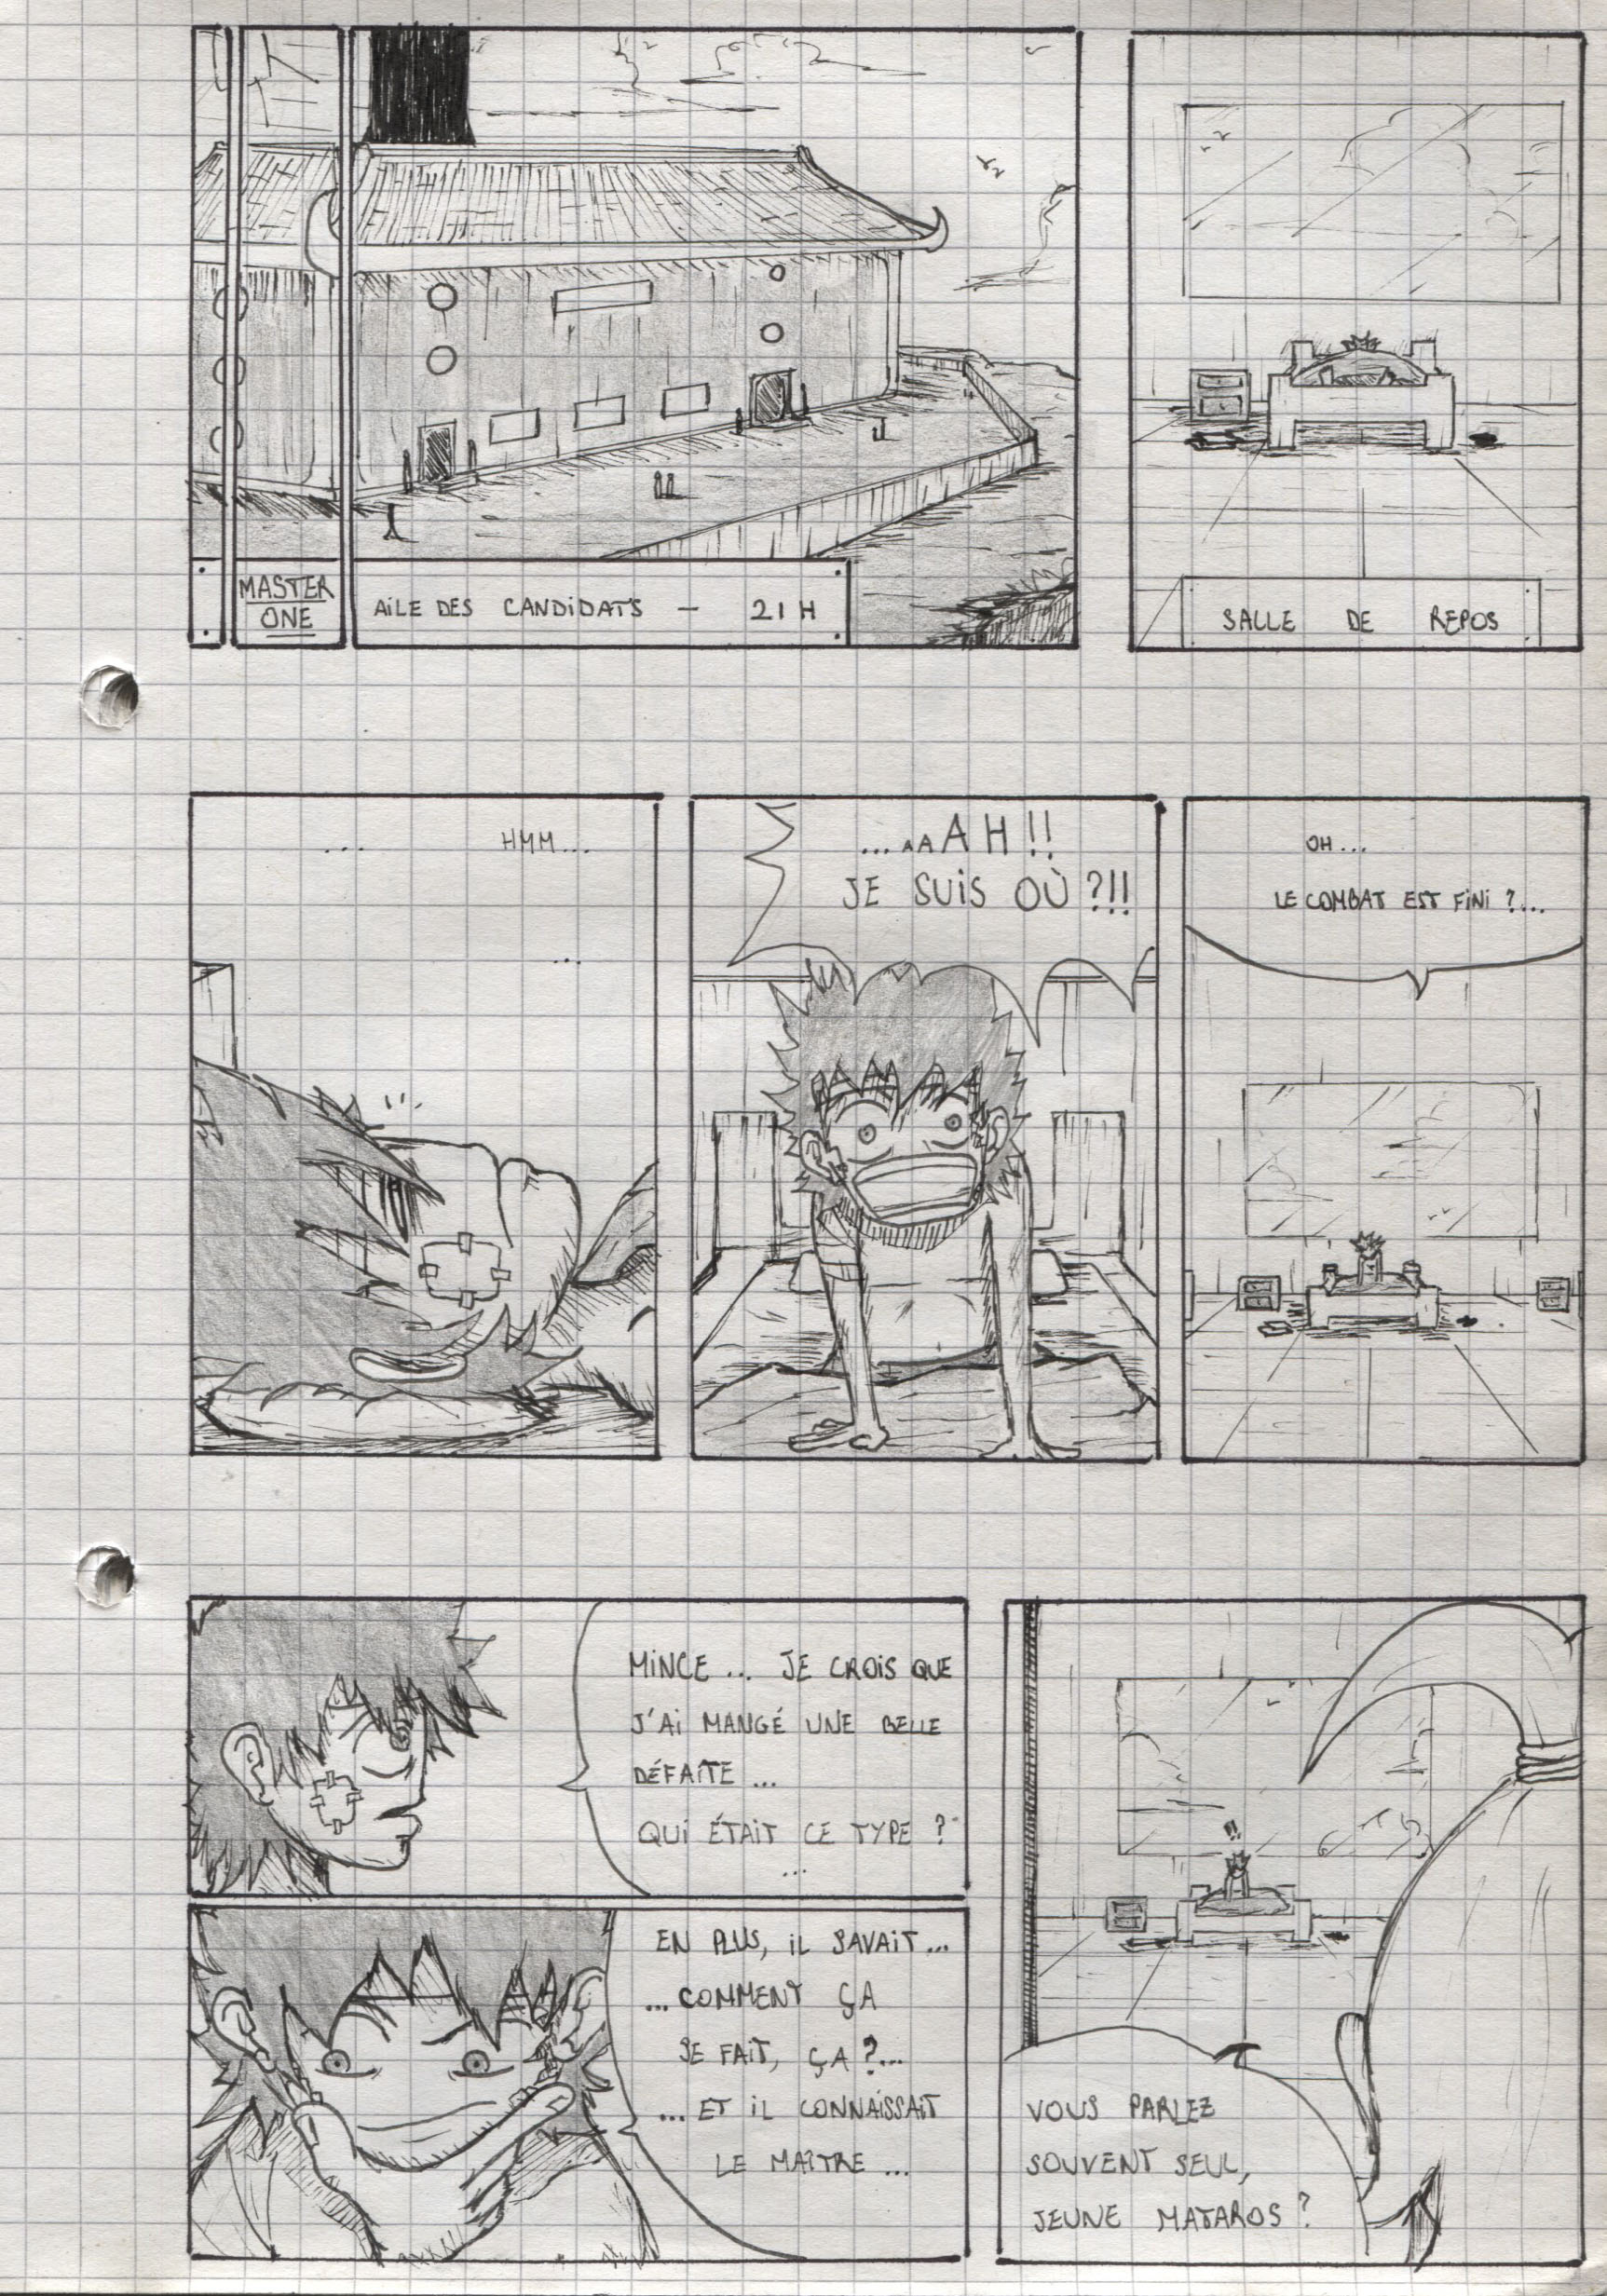 MASTER
ONE
AiLE DES CANDiDATS – 21 H
SALLE DE REPOS
... HMM...
...
...AAAH!!
JE SUiS OÙ ?!!
OH...
LE COMBAT EST FiNi ?...
MiNCE ... JE CROiS QUE
J'Ai MANGÉ UNE BELLE
DÉFAiTE ...
QUi ÉTAiT CE TYPE ?
...
EN PLUS, iL SAVAiT...
... COMMENT ÇA
SE FAiT, ÇA ?...
... ET iL CONNAiSSAiT
LE MAÎTRE ...
!!
VOUS PARLEZ
SOUVENT SEUL,
JEUNE MATAROS ?